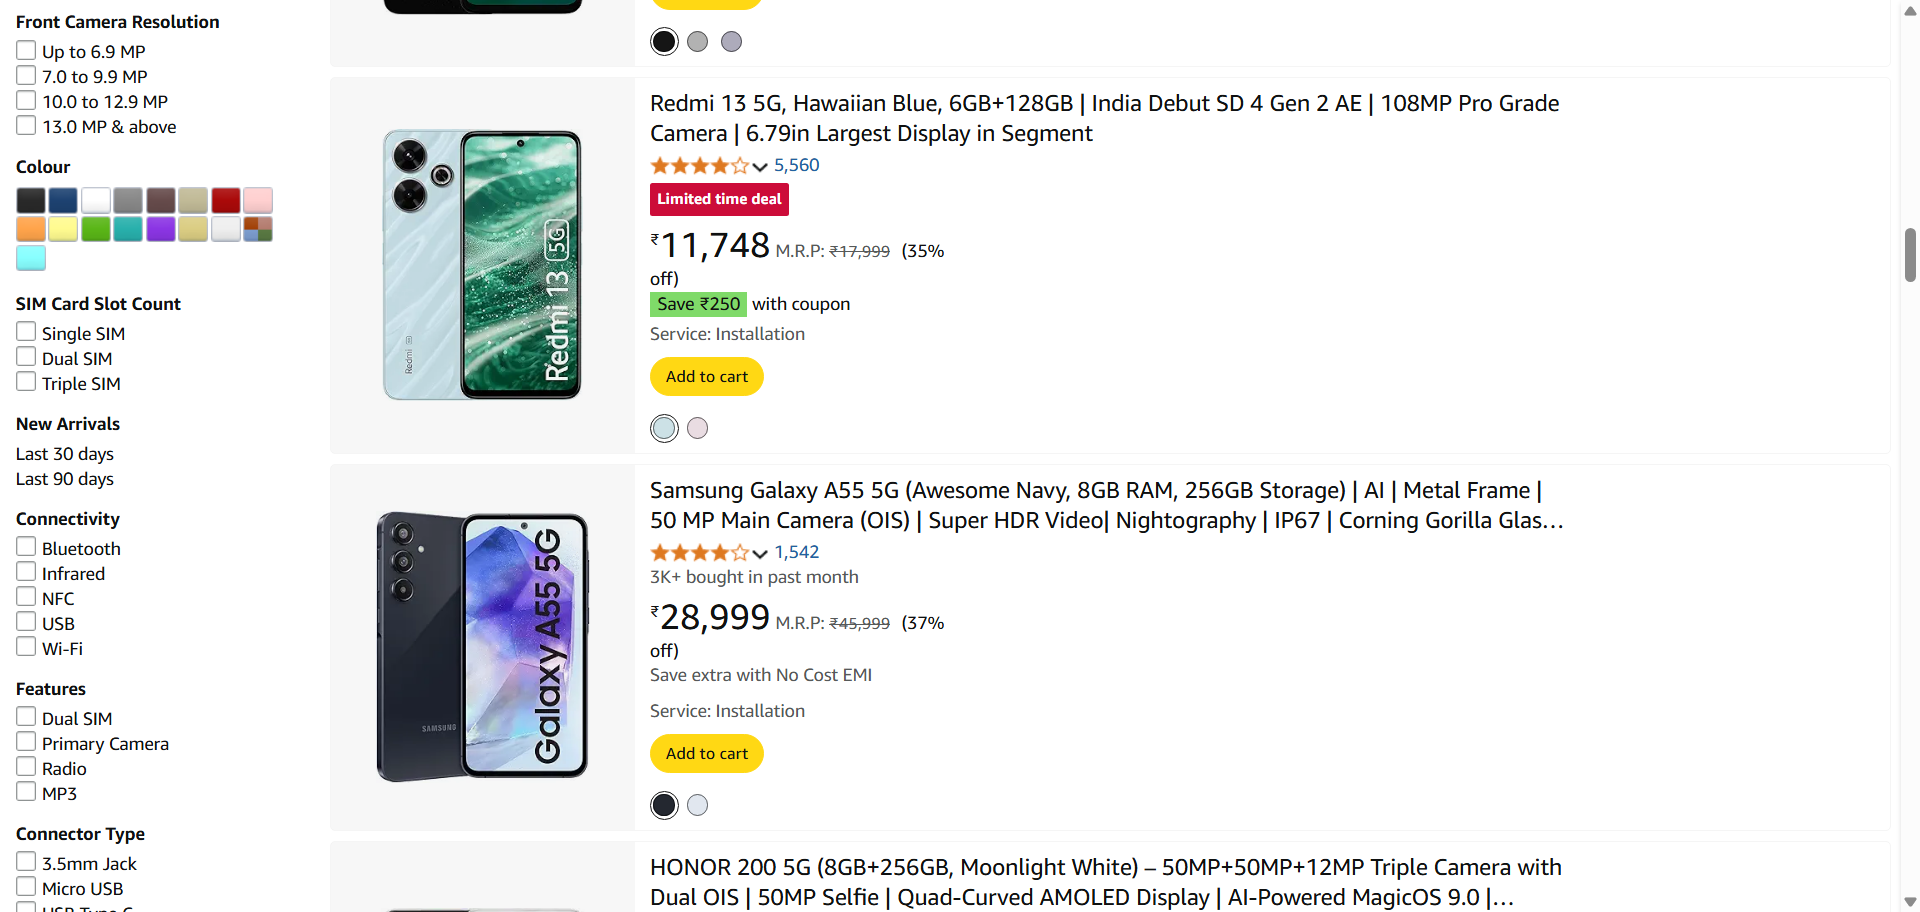 Front Camera Resolution
Up to 6.9 MP
7.0 to 9.9 MP
10.0 to 12.9 MP
13.0 MP & above
Colour
SIM Card Slot Count
Single SIM
Dual SIM
Triple SIM
New Arrivals
Last 30 days
Last 90 days
Connectivity
Bluetooth
Infrared
NFC
USB
Wi-Fi
Features
Dual SIM
Primary Camera
Radio
MP3
Connector Type
3.5mm Jack
Micro USB
USB Type C
Redmi 13 5G
Redmi 5G
Redmi 13 5G, Hawaiian Blue, 6GB+128GB | India Debut SD 4 Gen 2 AE | 108MP Pro Grade
Camera | 6.79in Largest Display in Segment
5,560
Limited time deal
₹11,748 M.R.P: ₹17,999 (35%
off)
Save ₹250 with coupon
Service: Installation
Add to cart
SAMSUNG
Galaxy A55 5G
Samsung Galaxy A55 5G (Awesome Navy, 8GB RAM, 256GB Storage) | AI | Metal Frame |
50 MP Main Camera (OIS) | Super HDR Video| Nightography | IP67 | Corning Gorilla Glas…
1,542
3K+ bought in past month
₹28,999 M.R.P: ₹45,999 (37%
off)
Save extra with No Cost EMI
Service: Installation
Add to cart
HONOR 200 5G (8GB+256GB, Moonlight White) – 50MP+50MP+12MP Triple Camera with
Dual OIS | 50MP Selfie | Quad-Curved AMOLED Display | AI-Powered MagicOS 9.0 |…